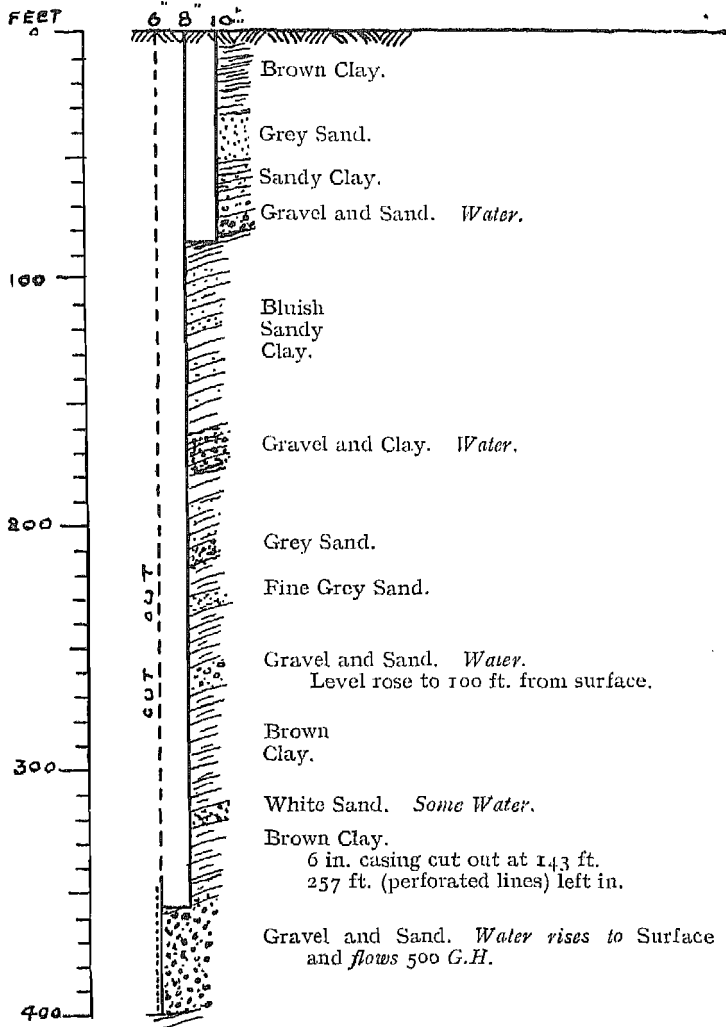 FEET
6" 8" 10"
0
Brown Clay.
Grey Sand.
Sandy Clay.
Gravel and Sand. Water.
100
Bluish
Sandy
Clay.
Gravel and Clay. Water.
200
Grey Sand.
Fine Grey Sand.
CUT OUT
Gravel and Sand. Water.
Level rose to 100 ft. from surface.
Brown
Clay.
300
White Sand. Some Water.
Brown Clay.
6 in. casing cut out at 143 ft.
257 ft. (perforated lines) left in.
Gravel and Sand. Water rises to Surface
and flows 500 G.H.
400